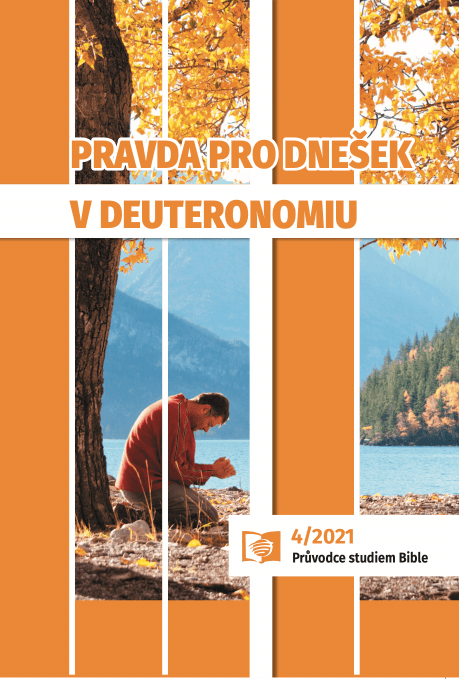 PRAVDA PRO DNEŠEK
V DEUTERONOMIU
4/2021
Průvodce studiem Bible